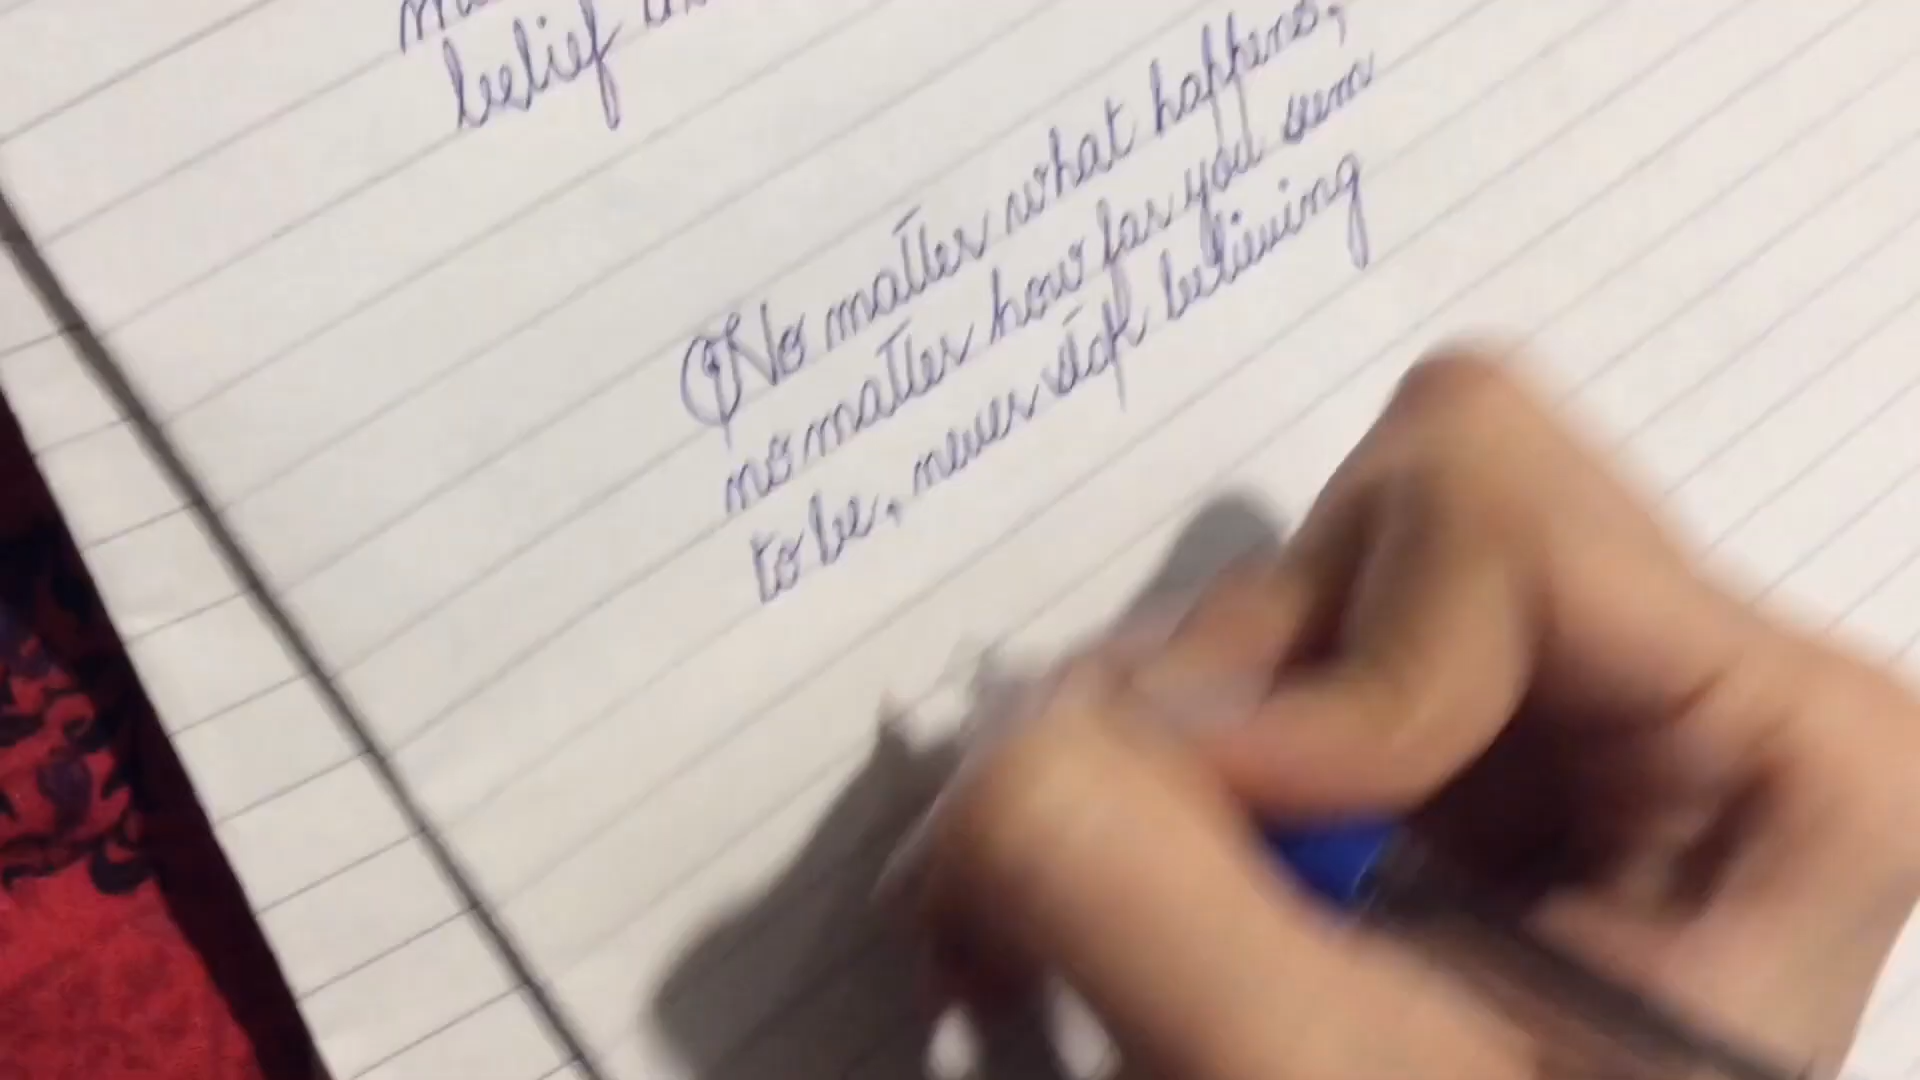 belief
No matter what happens,
no matter how far you seem
to be, never stop believing